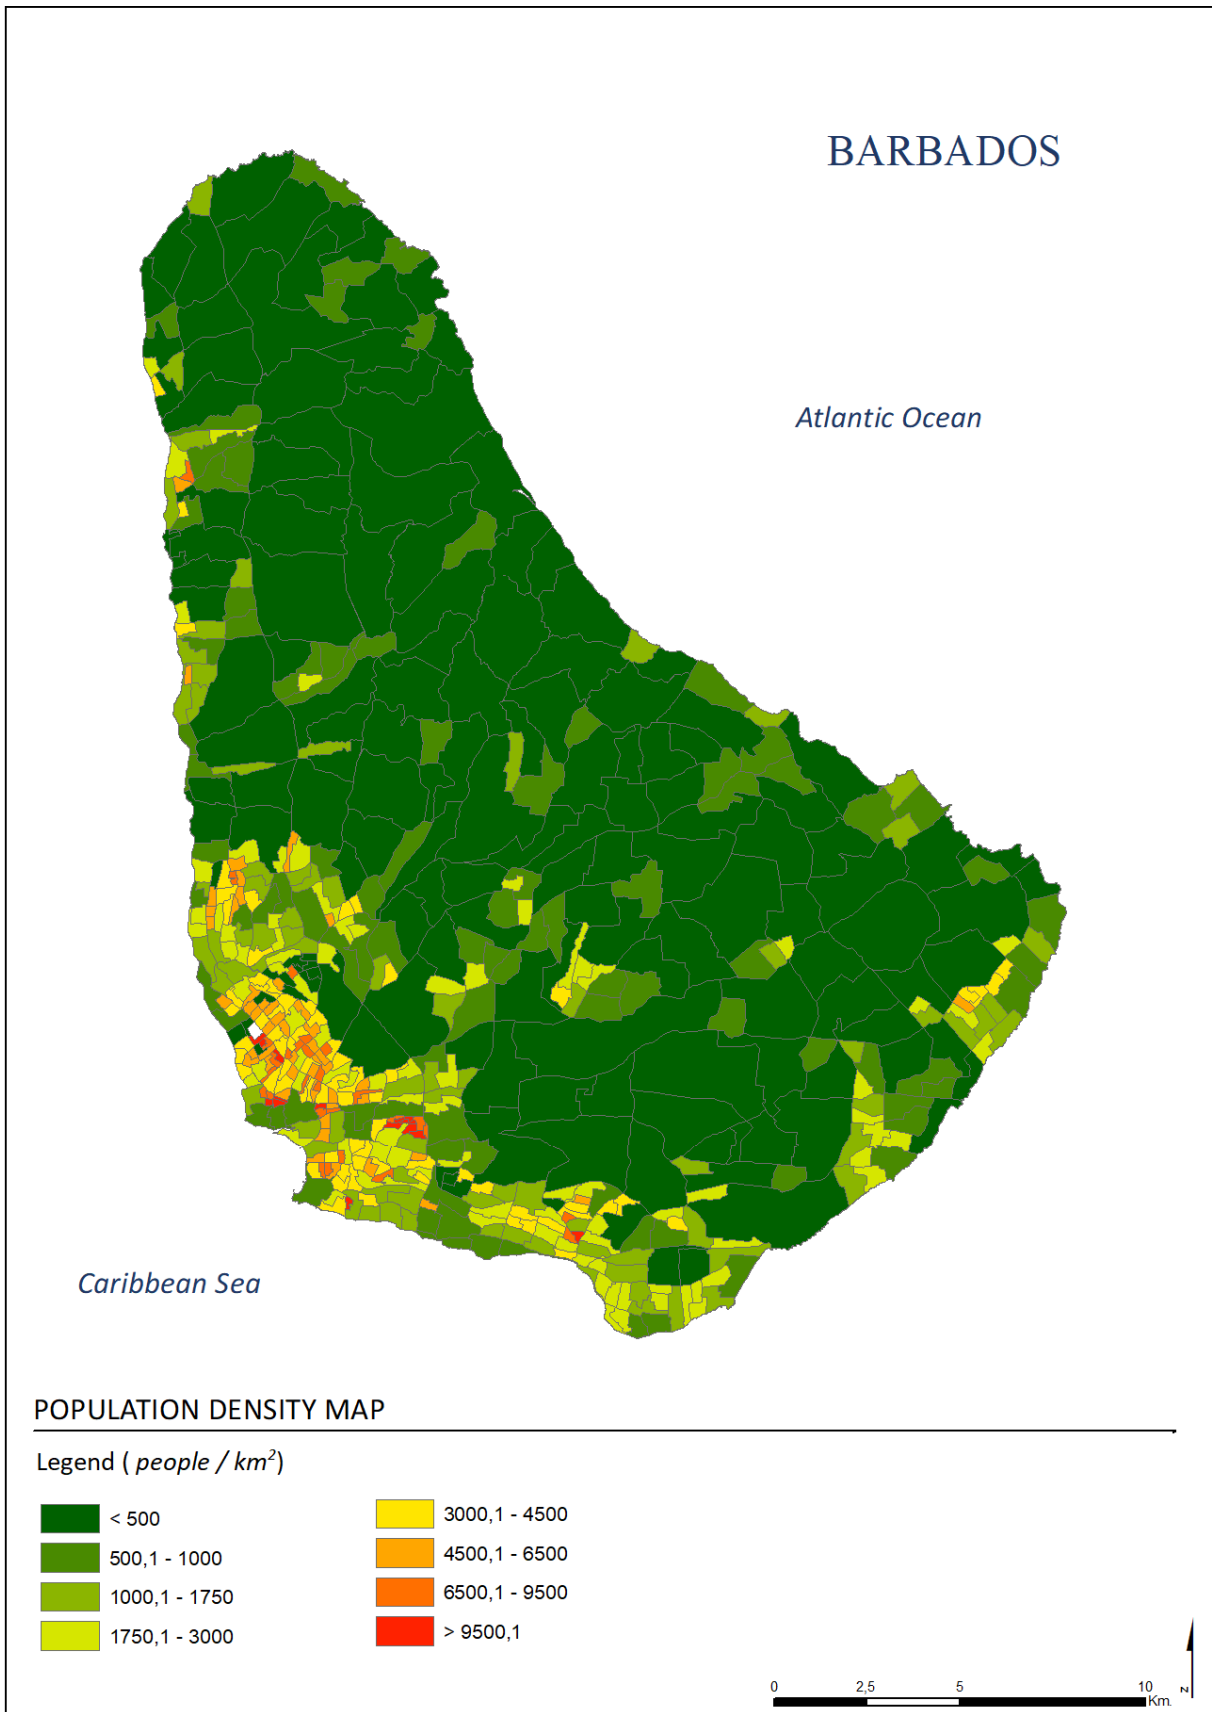 BARBADOS
Atlantic Ocean
Caribbean Sea
POPULATION DENSITY MAP
Legend ( people / km²)
< 500
500,1 - 1000
1000,1 - 1750
1750,1 - 3000
3000,1 - 4500
4500,1 - 6500
6500,1 - 9500
> 9500,1
0 2,5 5 10
Km.
N